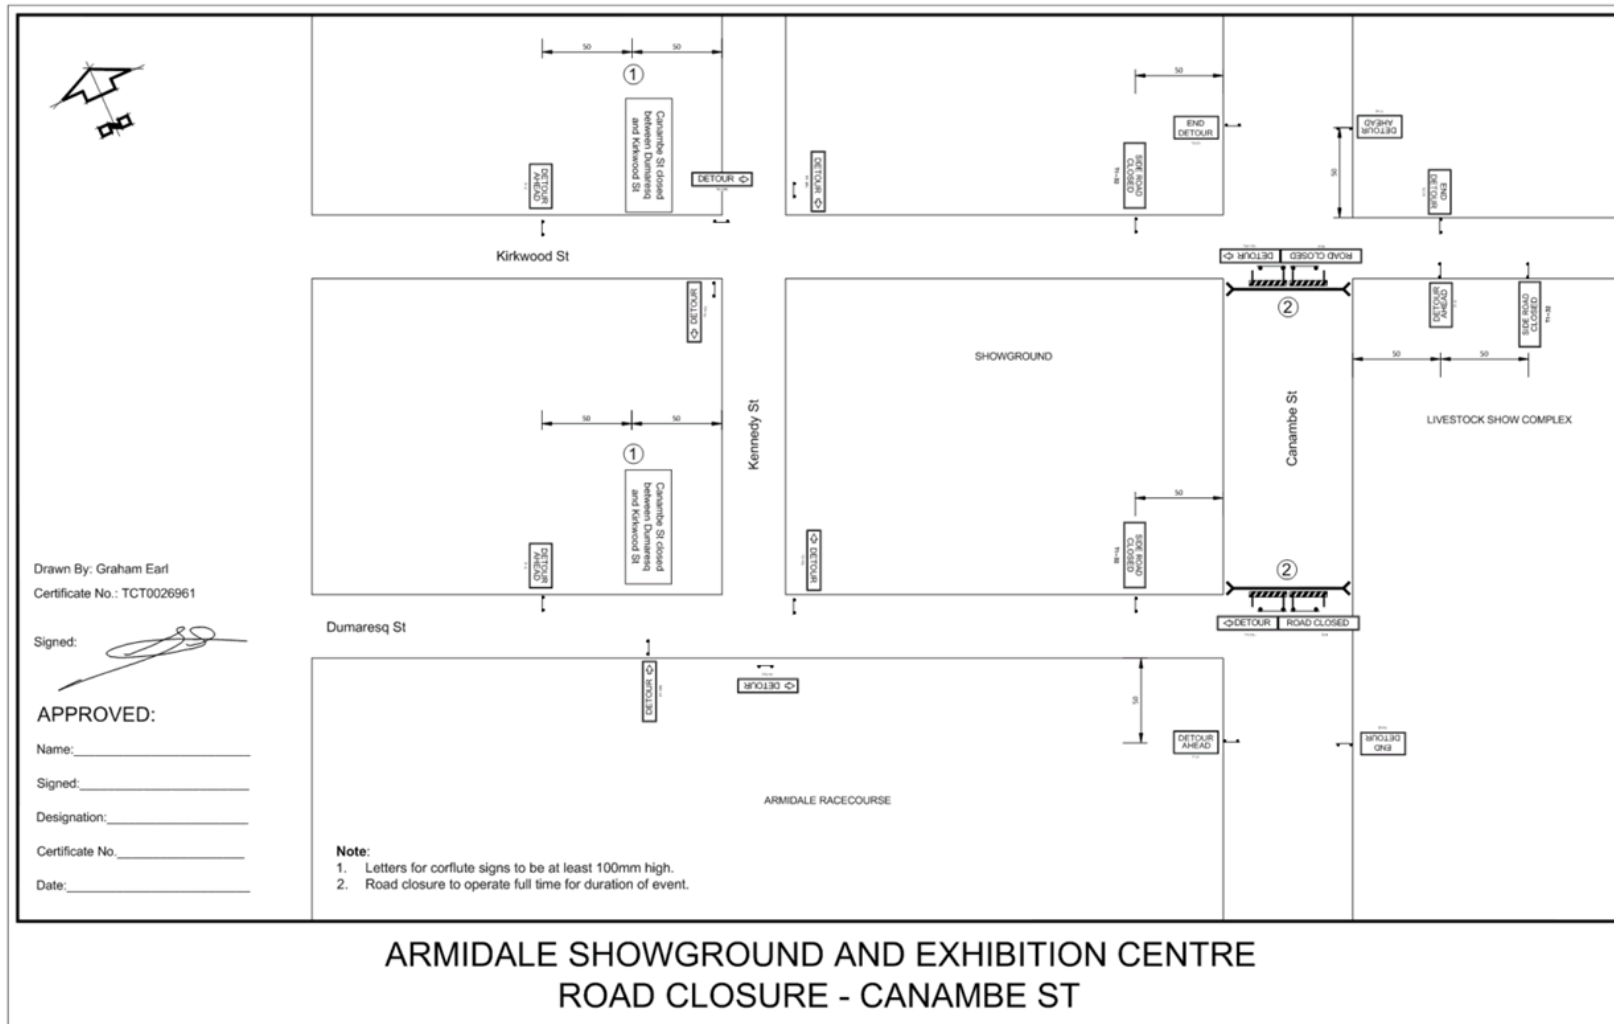 50
50
1
Canambe St closed
between Dumaresq
and Kirkwood St
DETOUR
AHEAD
DETOUR
DETOUR
50
END
DETOUR
SIDE ROAD
CLOSED
T1-32
DETOUR
AHEAD
50
END
DETOUR
Kirkwood St
DETOUR
ROAD CLOSED
2
DETOUR
DETOUR
AHEAD
SIDE ROAD
CLOSED
T1-32
50
50
SHOWGROUND
Kennedy St
Canambe St
LIVESTOCK SHOW COMPLEX
50
50
1
Canambe St closed
between Dumaresq
and Kirkwood St
DETOUR
AHEAD
DETOUR
50
SIDE ROAD
CLOSED
T1-32
2
DETOUR
ROAD CLOSED
Dumaresq St
DETOUR
DETOUR
50
DETOUR
AHEAD
END
DETOUR
ARMIDALE RACECOURSE
Drawn By: Graham Earl
Certificate No.: TCT0026961
Signed:
APPROVED:
Name:
Signed:
Designation:
Certificate No.
Date:
Note:
1. Letters for corflute signs to be at least 100mm high.
2. Road closure to operate full time for duration of event.
ARMIDALE SHOWGROUND AND EXHIBITION CENTRE
ROAD CLOSURE - CANAMBE ST